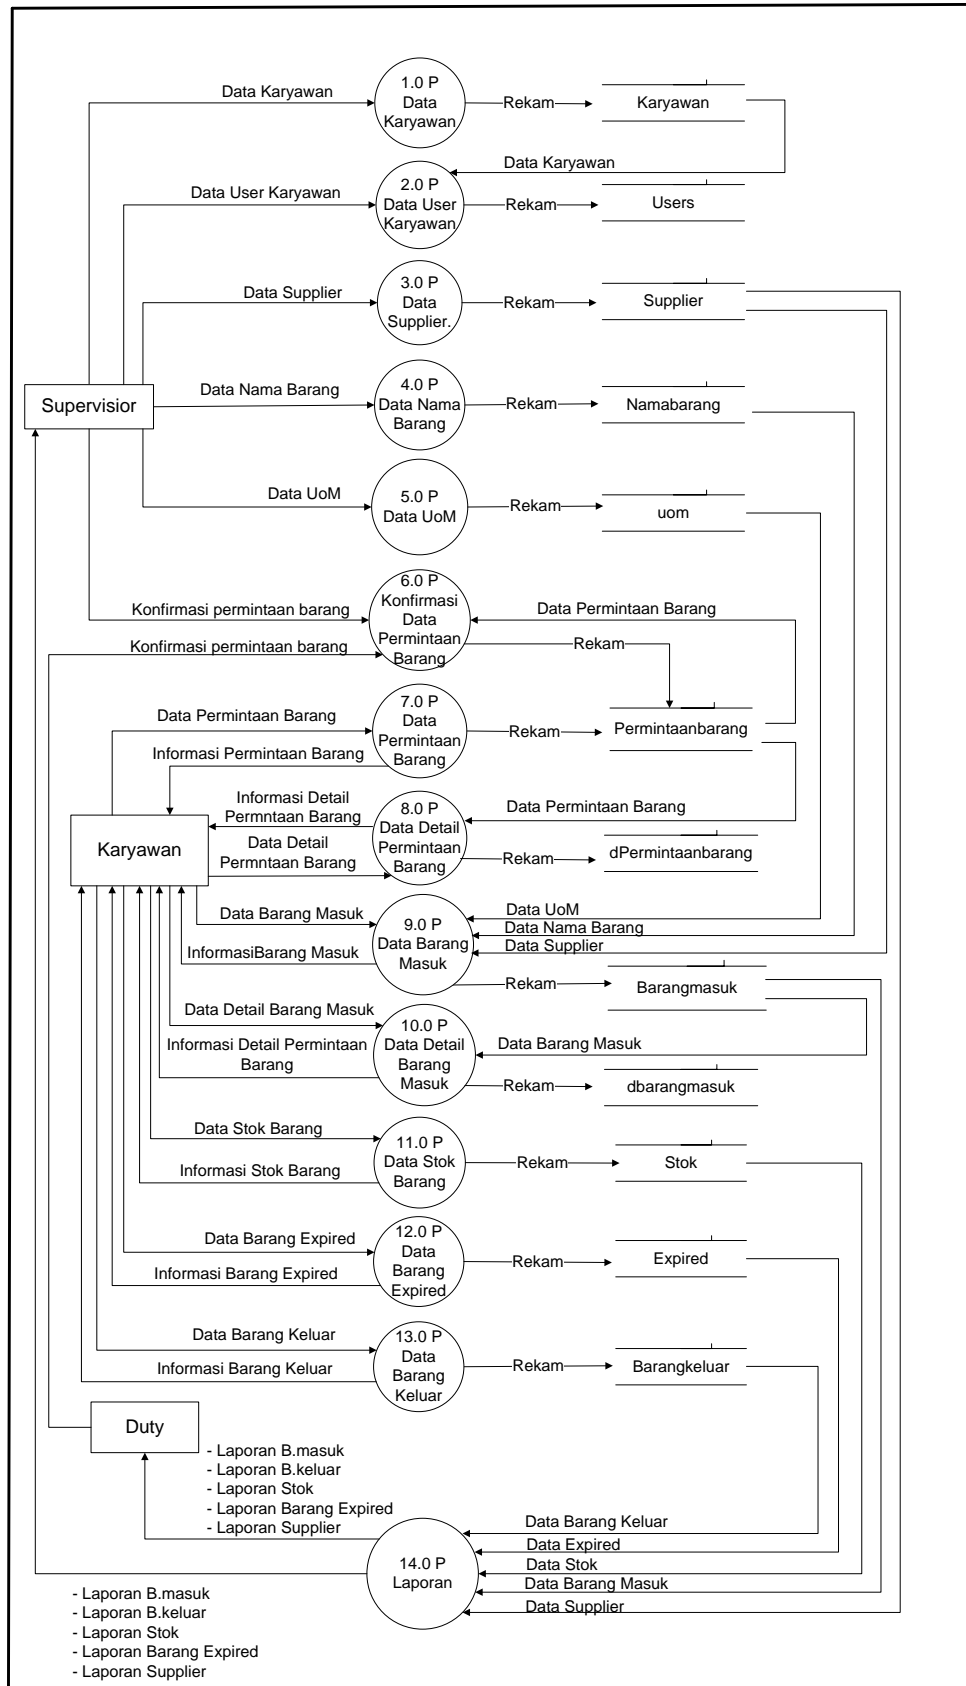 1.0 P
Data
Karyawan
Data Karyawan
Rekam
Karyawan
Data Karyawan
2.0 P
Data User
Karyawan
Data User Karyawan
Rekam
Users
3.0 P
Data
Supplier.
Data Supplier
Rekam
Supplier
Supervisior
Data Nama Barang
4.0 P
Data Nama
Barang
Rekam
Namabarang
Data UoM
5.0 P
Data UoM
Rekam
uom
6.0 P
Konfirmasi
Data
Permintaan
Barang
Konfirmasi permintaan barang
Konfirmasi permintaan barang
Data Permintaan Barang
Rekam
7.0 P
Data
Permintaan
Barang
Data Permintaan Barang
Informasi Permintaan Barang
Rekam
Permintaanbarang
Informasi Detail
Permntaan Barang
Data Detail
Permntaan Barang
8.0 P
Data Detail
Permintaan
Barang
Data Permintaan Barang
Rekam
dPermintaanbarang
Karyawan
Data Barang Masuk
InformasiBarang Masuk
9.0 P
Data Barang
Masuk
Data UoM
Data Nama Barang
Data Supplier
Rekam
Barangmasuk
Data Detail Barang Masuk
Informasi Detail Permintaan
Barang
10.0 P
Data Detail
Barang
Masuk
Data Barang Masuk
Rekam
dbarangmasuk
Data Stok Barang
Informasi Stok Barang
11.0 P
Data Stok
Barang
Rekam
Stok
Data Barang Expired
Informasi Barang Expired
12.0 P
Data
Barang
Expired
Rekam
Expired
Data Barang Keluar
Informasi Barang Keluar
13.0 P
Data
Barang
Keluar
Rekam
Barangkeluar
Duty
- Laporan B.masuk
- Laporan B.keluar
- Laporan Stok
- Laporan Barang Expired
- Laporan Supplier
14.0 P
Laporan
Data Barang Keluar
Data Expired
Data Stok
Data Barang Masuk
Data Supplier
- Laporan B.masuk
- Laporan B.keluar
- Laporan Stok
- Laporan Barang Expired
- Laporan Supplier